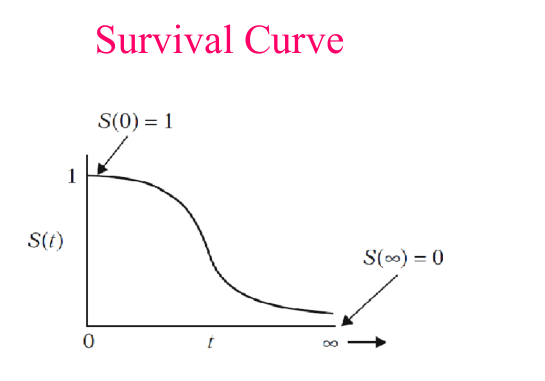 Survival Curve
S(0) = 1
1
S(t)
S(∞) = 0
0
t
∞